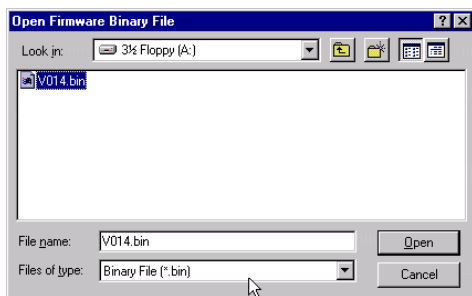 Open Firmware Binary File
Look in: 3½ Floppy (A:)
V014.bin
File name: V014.bin Open
Files of type: Binary File (*.bin) Cancel